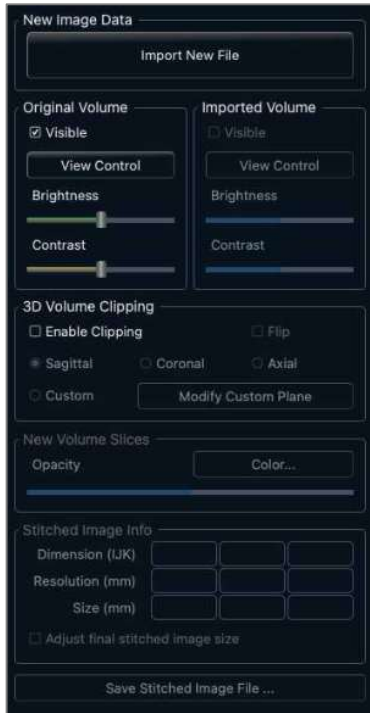 New Image Data
Import New File
Original Volume
Visible
View Control
Brightness
Contrast
Imported Volume
Visible
View Control
Brightness
Contrast
3D Volume Clipping
Enable Clipping Flip
Sagittal Coronal Axial
Custom Modify Custom Plane
New Volume Slices
Opacity Color...
Stitched Image Info
Dimension (IJK)
Resolution (mm)
Size (mm)
Adjust final stitched image size
Save Stitched Image File ...